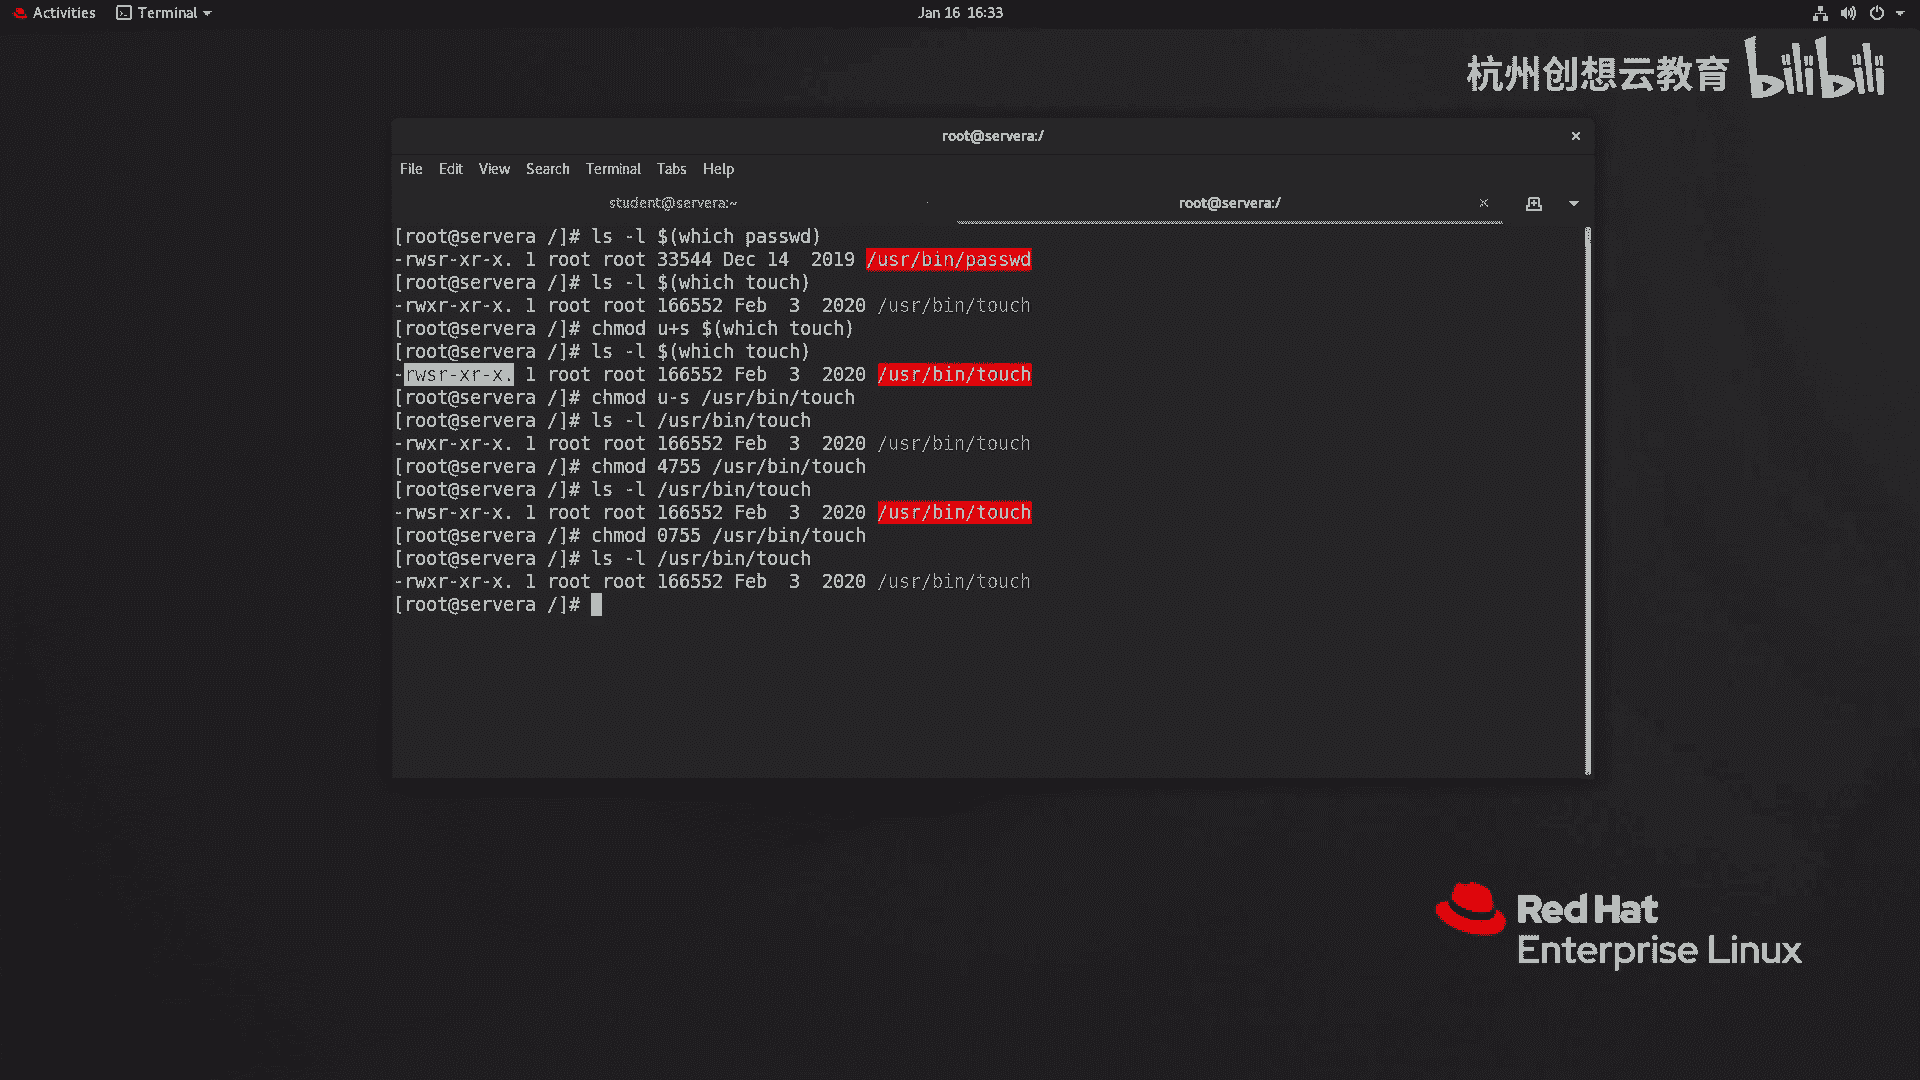 Activities Terminal Jan 16 16:33
杭州创想云教育 bilibili
root@servera:/
File Edit View Search Terminal Tabs Help
student@servera:~ root@servera:/
[root@servera /]# ls -l $(which passwd)
-rwsr-xr-x. 1 root root 33544 Dec 14  2019 /usr/bin/passwd
[root@servera /]# ls -l $(which touch)
-rwxr-xr-x. 1 root root 166552 Feb  3  2020 /usr/bin/touch
[root@servera /]# chmod u+s $(which touch)
[root@servera /]# ls -l $(which touch)
-rwsr-xr-x. 1 root root 166552 Feb  3  2020 /usr/bin/touch
[root@servera /]# chmod u-s /usr/bin/touch
[root@servera /]# ls -l /usr/bin/touch
-rwxr-xr-x. 1 root root 166552 Feb  3  2020 /usr/bin/touch
[root@servera /]# chmod 4755 /usr/bin/touch
[root@servera /]# ls -l /usr/bin/touch
-rwsr-xr-x. 1 root root 166552 Feb  3  2020 /usr/bin/touch
[root@servera /]# chmod 0755 /usr/bin/touch
[root@servera /]# ls -l /usr/bin/touch
-rwxr-xr-x. 1 root root 166552 Feb  3  2020 /usr/bin/touch
[root@servera /]#
Red Hat
Enterprise Linux